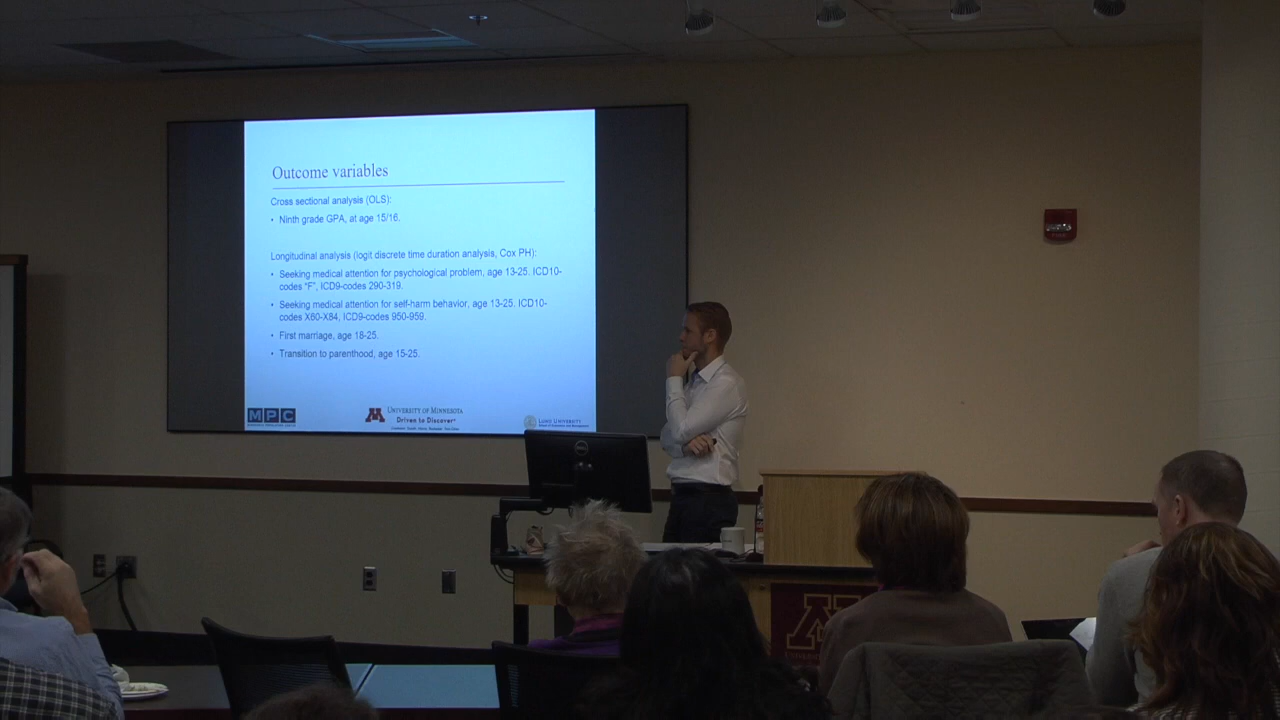 Outcome variables
Cross sectional analysis (OLS):
• Ninth grade GPA, at age 15/16.
Longitudinal analysis (logit discrete time duration analysis, Cox PH):
• Seeking medical attention for psychological problem, age 13-25. ICD10-
codes "F", ICD9-codes 290-319.
• Seeking medical attention for self-harm behavior, age 13-25. ICD10-
codes X60-X84, ICD9-codes 950-959.
• First marriage, age 18-25.
• Transition to parenthood, age 15-25.
MPC
M UNIVERSITY OF MINNESOTA
Driven to Discover
LUND UNIVERSITY
DELL
M